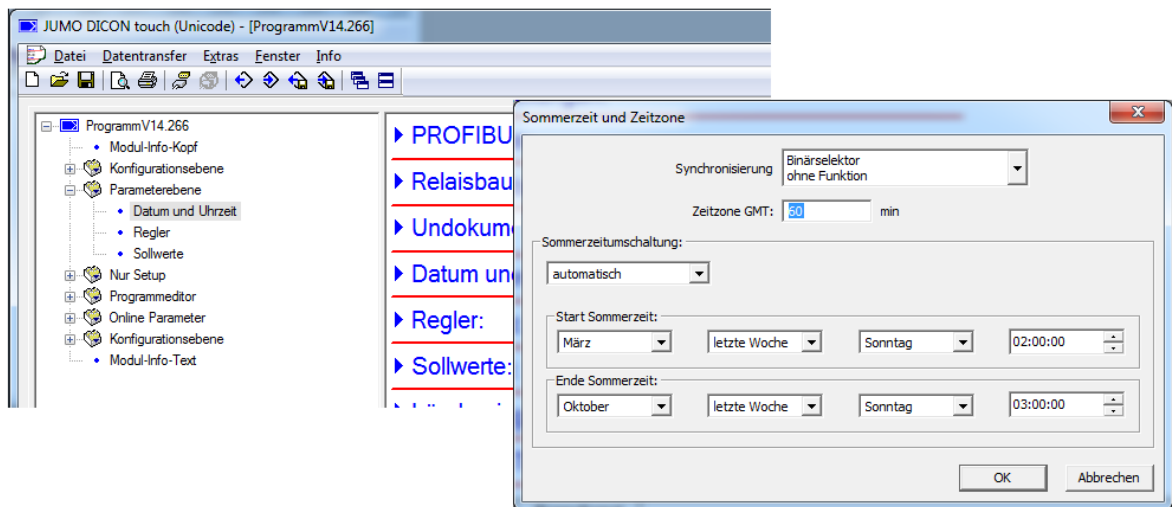 JUMO DICON touch (Unicode) - [ProgrammV14.266]
Datei Datentransfer Extras Fenster Info
ProgrammV14.266
Modul-Info-Kopf
Konfigurationsebene
Parameterebene
Datum und Uhrzeit
Regler
Sollwerte
Nur Setup
Programmeditor
Online Parameter
Konfigurationsebene
Modul-Info-Text
PROFIBU
Relaisbau
Undokum
Datum un
Regler:
Sollwerte:
Sommerzeit und Zeitzone
Synchronisierung Binärselektor
ohne Funktion
Zeitzone GMT: 60 min
Sommerzeitumschaltung:
automatisch
Start Sommerzeit:
März letzte Woche Sonntag 02:00:00
Ende Sommerzeit:
Oktober letzte Woche Sonntag 03:00:00
OK Abbrechen